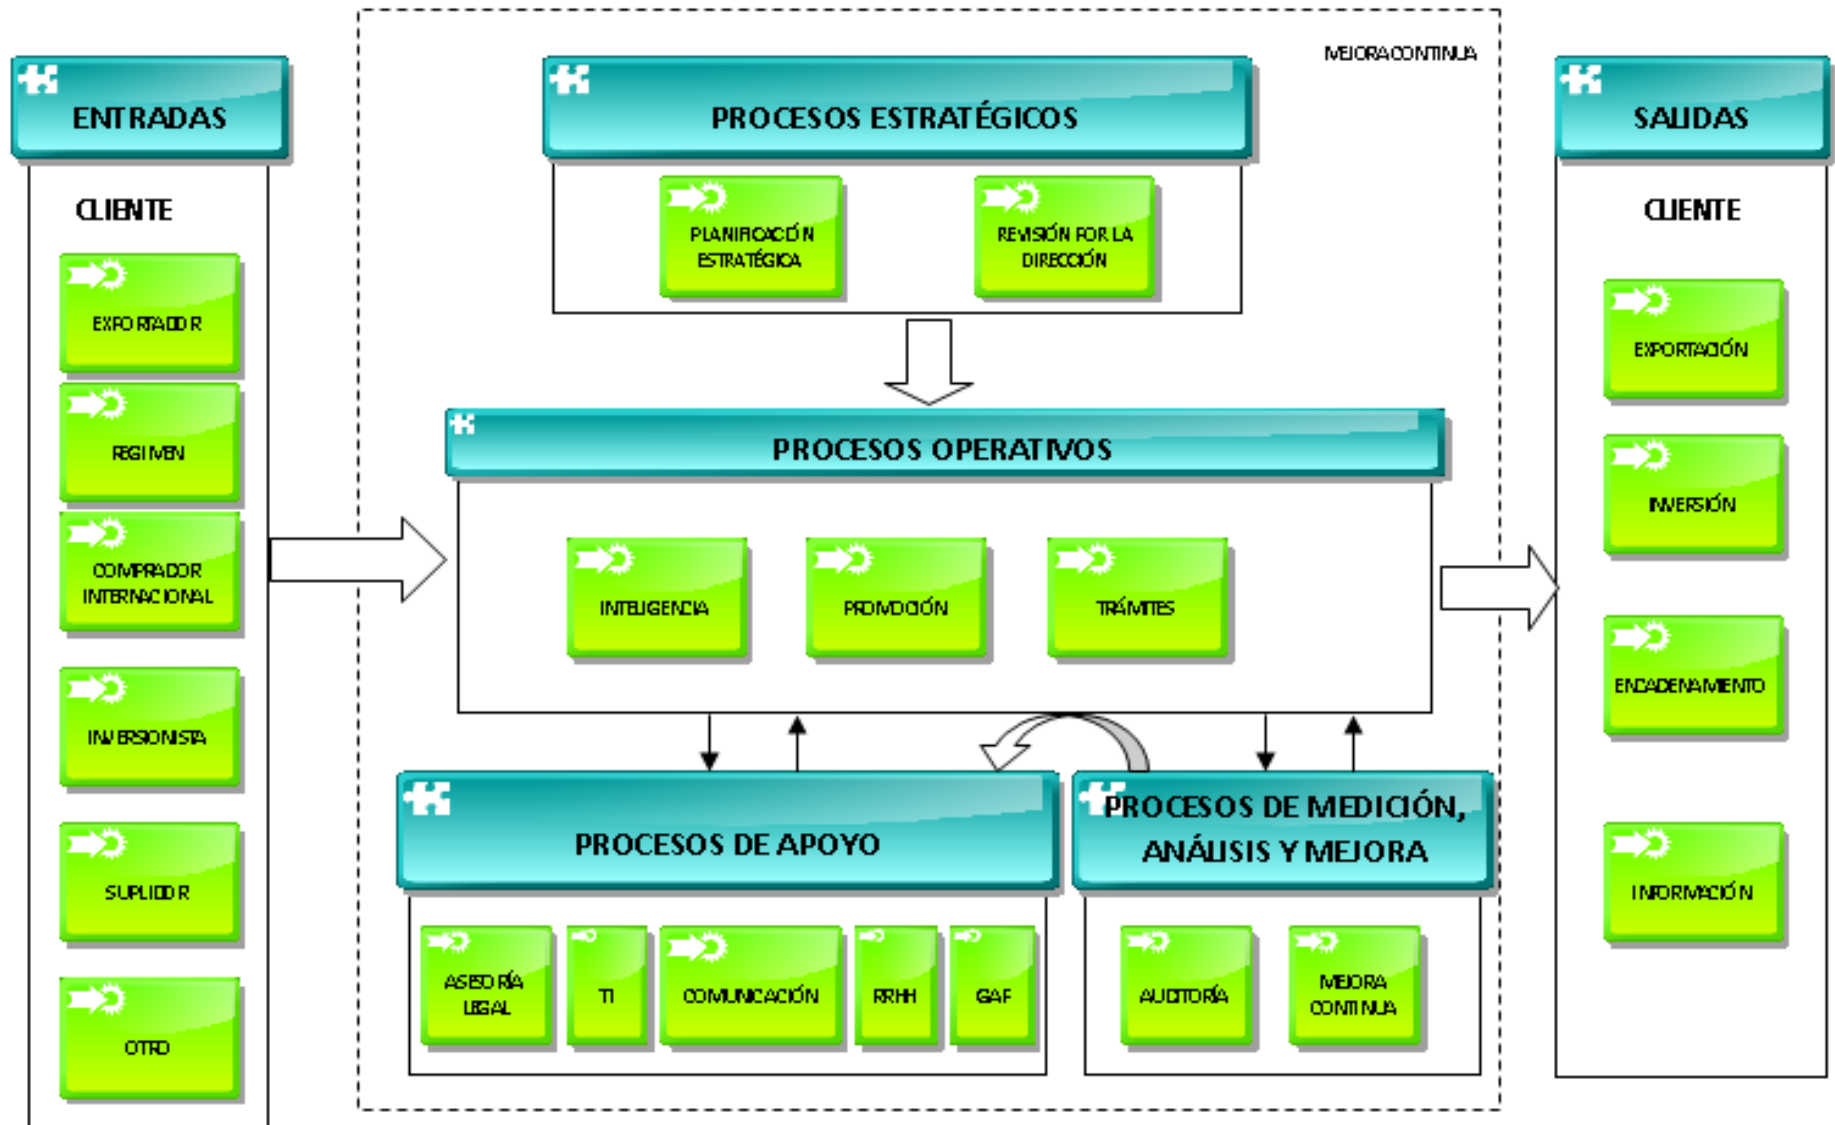 MEJORA CONTINUA
ENTRADAS
CLIENTE
EXPORTADOR
REGIMEN
COMPRADOR
INTERNACIONAL
INVERSIONISTA
SUPLIDOR
OTRO
PROCESOS ESTRATÉGICOS
PLANIFICACIÓN
ESTRATÉGICA
REVISIÓN POR LA
DIRECCIÓN
PROCESOS OPERATIVOS
INTELIGENCIA
PROMOCIÓN
TRÁMITES
PROCESOS DE APOYO
ASESORÍA
LEGAL
TI
COMUNICACIÓN
RRHH
GAF
PROCESOS DE MEDICIÓN,
ANÁLISIS Y MEJORA
AUDITORÍA
MEJORA
CONTINUA
SALIDAS
CLIENTE
EXPORTACIÓN
INVERSIÓN
ENCADENAMIENTO
INFORMACIÓN